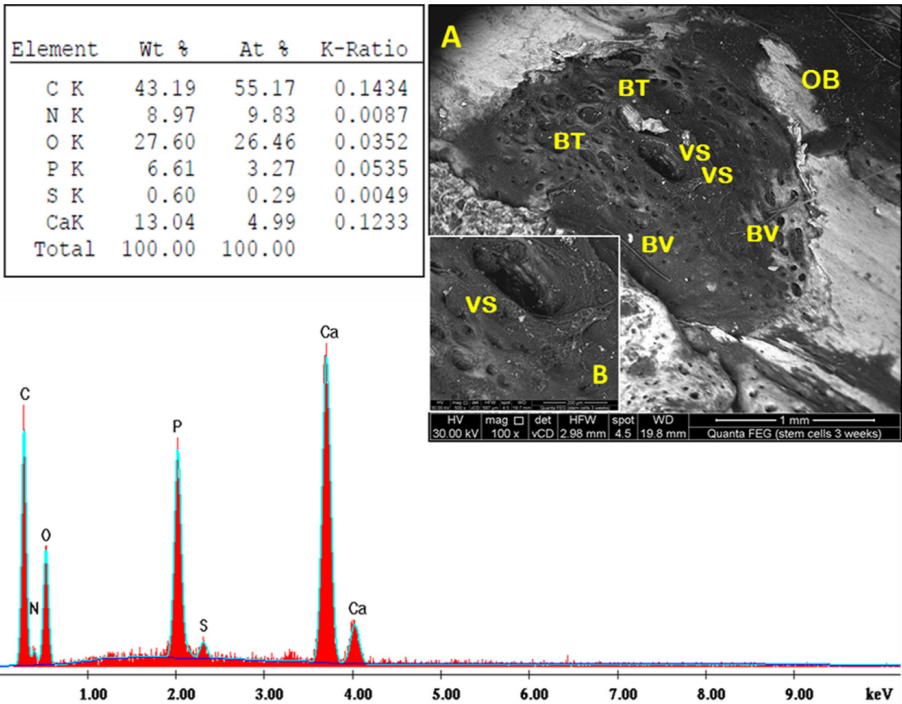 Element Wt % At % K-Ratio
C K 43.19 55.17 0.1434
N K 8.97 9.83 0.0087
O K 27.60 26.46 0.0352
P K 6.61 3.27 0.0535
S K 0.60 0.29 0.0049
CaK 13.04 4.99 0.1233
Total 100.00 100.00
A
OB
BT
BT
VS
VS
BV
BV
VS
B
HV mag □ det HFW spot WD
30.00 kV 100 x vCD 2.98 mm 4.5 19.8 mm
1 mm
Quanta FEG (stem cells 3 weeks)
C
O
N
P
S
Ca
Ca
1.00 2.00 3.00 4.00 5.00 6.00 7.00 8.00 9.00 keV